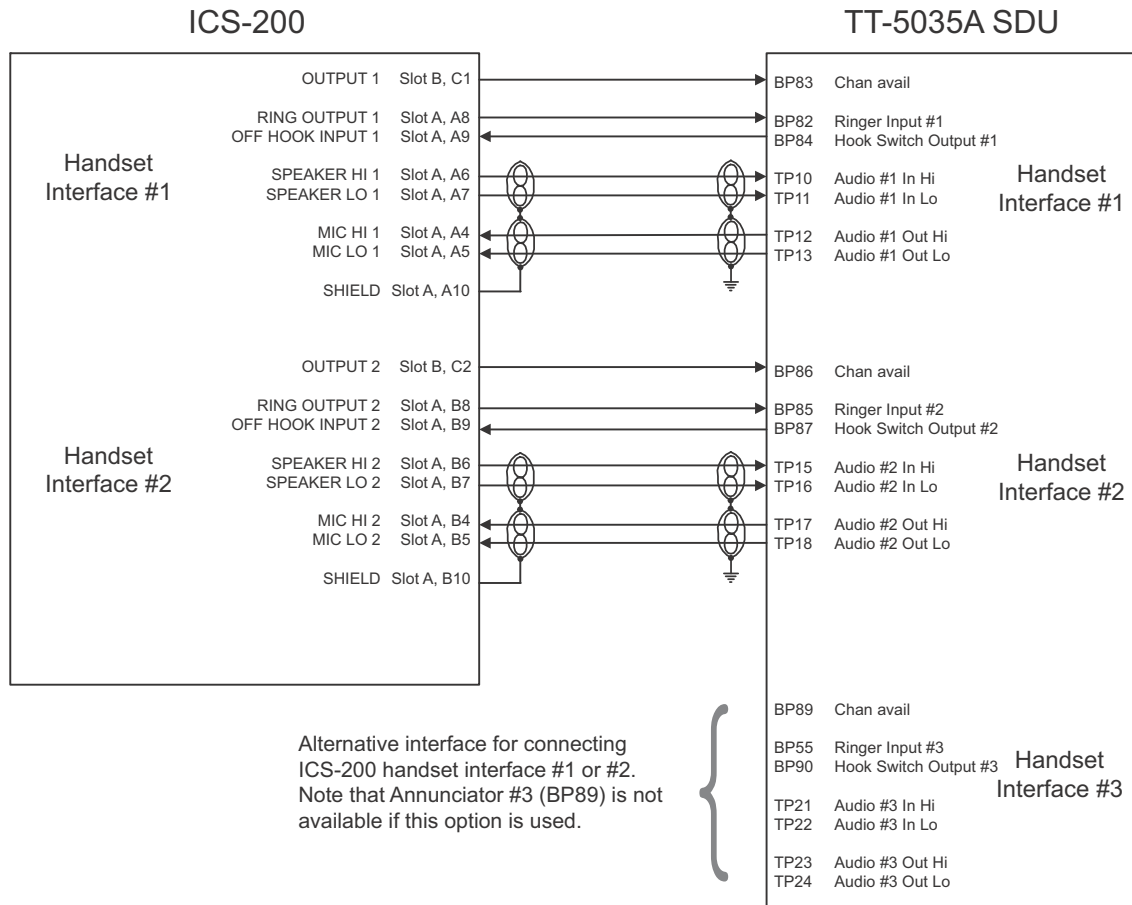 ICS-200
TT-5035A SDU
OUTPUT 1 Slot B, C1
BP83 Chan avail
RING OUTPUT 1 Slot A, A8
BP82 Ringer Input #1
OFF HOOK INPUT 1 Slot A, A9
BP84 Hook Switch Output #1
Handset
Interface #1
SPEAKER HI 1 Slot A, A6
TP10 Audio #1 In Hi
SPEAKER LO 1 Slot A, A7
TP11 Audio #1 In Lo
Handset
Interface #1
MIC HI 1 Slot A, A4
TP12 Audio #1 Out Hi
MIC LO 1 Slot A, A5
TP13 Audio #1 Out Lo
SHIELD Slot A, A10
OUTPUT 2 Slot B, C2
BP86 Chan avail
RING OUTPUT 2 Slot A, B8
BP85 Ringer Input #2
OFF HOOK INPUT 2 Slot A, B9
BP87 Hook Switch Output #2
Handset
Interface #2
SPEAKER HI 2 Slot A, B6
TP15 Audio #2 In Hi
SPEAKER LO 2 Slot A, B7
TP16 Audio #2 In Lo
Handset
Interface #2
MIC HI 2 Slot A, B4
TP17 Audio #2 Out Hi
MIC LO 2 Slot A, B5
TP18 Audio #2 Out Lo
SHIELD Slot A, B10
Alternative interface for connecting
ICS-200 handset interface #1 or #2.
Note that Annunciator #3 (BP89) is not
available if this option is used.
BP89 Chan avail
BP55 Ringer Input #3
BP90 Hook Switch Output #3
Handset
Interface #3
TP21 Audio #3 In Hi
TP22 Audio #3 In Lo
TP23 Audio #3 Out Hi
TP24 Audio #3 Out Lo